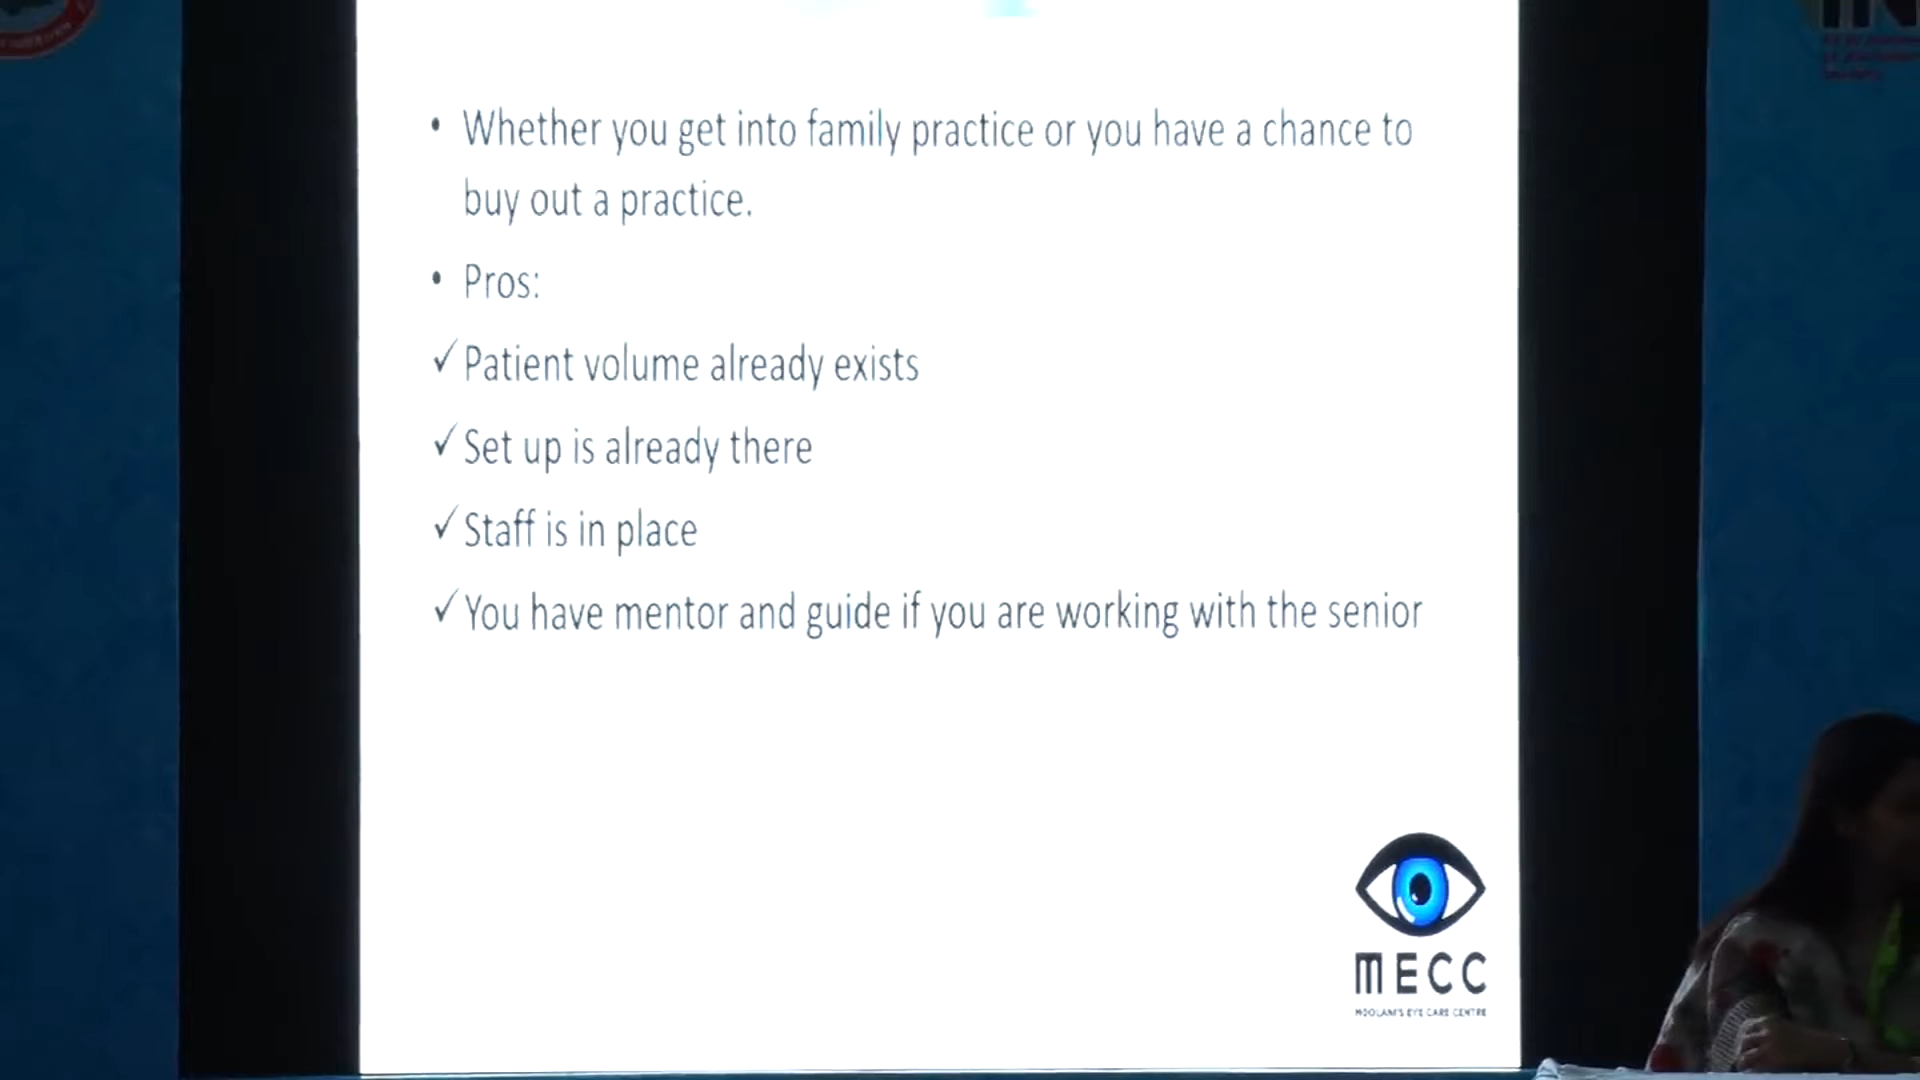 • Whether you get into family practice or you have a chance to
buy out a practice.
• Pros:
✓ Patient volume already exists
✓ Set up is already there
✓ Staff is in place
✓ You have mentor and guide if you are working with the senior
MECC
MOOLANI'S EYE CARE CENTRE
IN